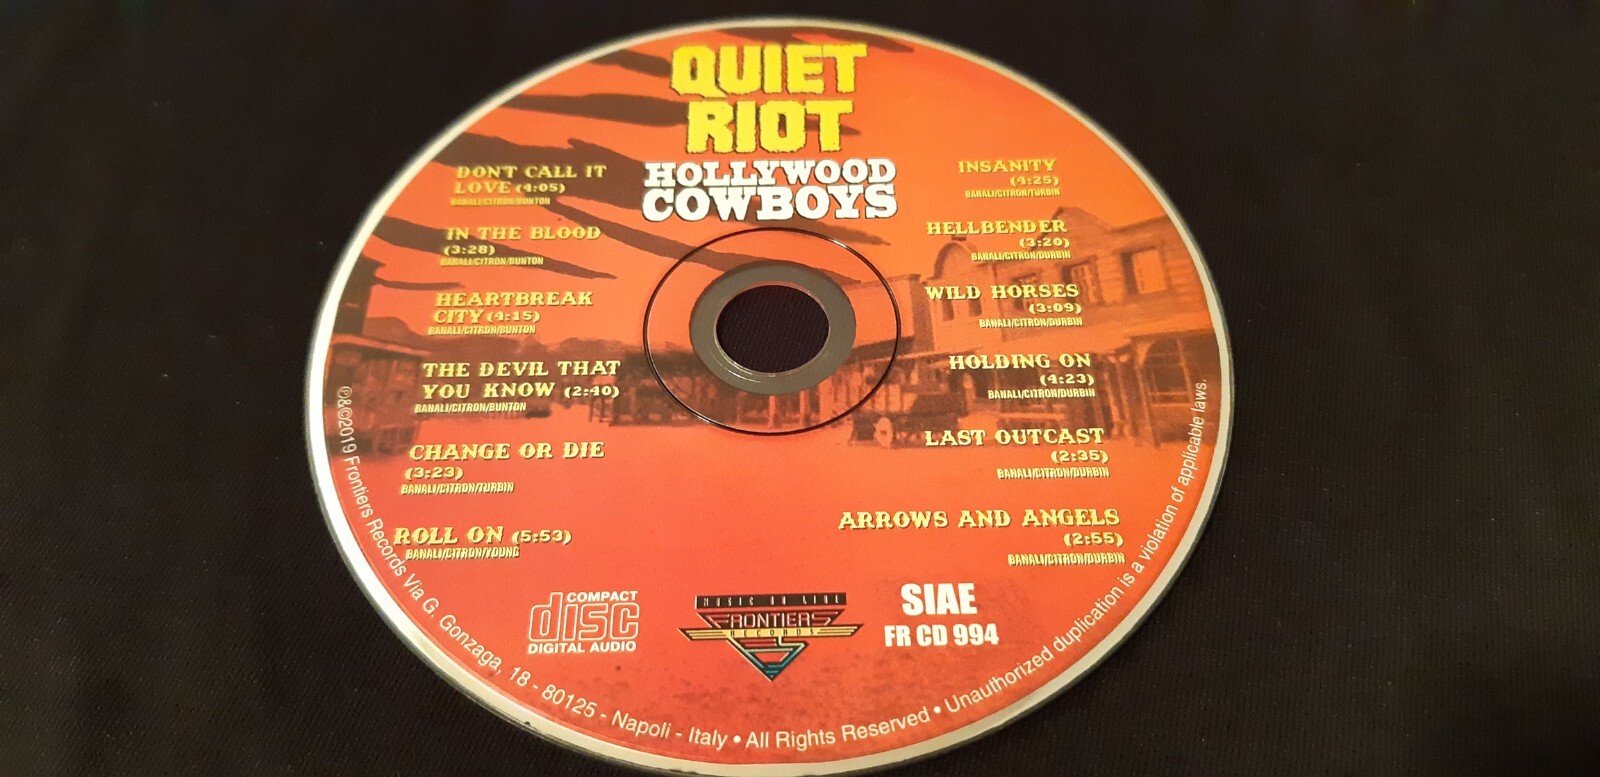 QUIET
RIOT
HOLLYWOOD
COWBOYS
DON'T CALL IT
LOVE (4:05)
BANALI/CITRON/BUNTON
IN THE BLOOD
(3:28)
BANALI/CITRON/BUNTON
HEARTBREAK
CITY (4:15)
BANALI/CITRON/BUNTON
THE DEVIL THAT
YOU KNOW (2:40)
BANALI/CITRON/BUNTON
CHANGE OR DIE
(3:23)
BANALI/CITRON/TURBIN
ROLL ON (5:53)
BANALI/CITRON/YOUNG
INSANITY
(4:25)
BANALI/CITRON/TURBIN
HELLBENDER
(3:20)
BANALI/CITRON/DURBIN
WILD HORSES
(3:09)
BANALI/CITRON/DURBIN
HOLDING ON
(4:23)
BANALI/CITRON/DURBIN
LAST OUTCAST
(2:35)
BANALI/CITRON/DURBIN
ARROWS AND ANGELS
(2:55)
BANALI/CITRON/DURBIN
COMPACT
disc
DIGITAL AUDIO
MUSIC ON LINE
FRONTIERS
RECORDS
SIAE
FR CD 994
℗&©2019 Frontiers Records Via G. Gonzaga, 18 - 80125 - Napoli - Italy • All Rights Reserved • Unauthorized duplication is a violation of applicable laws.